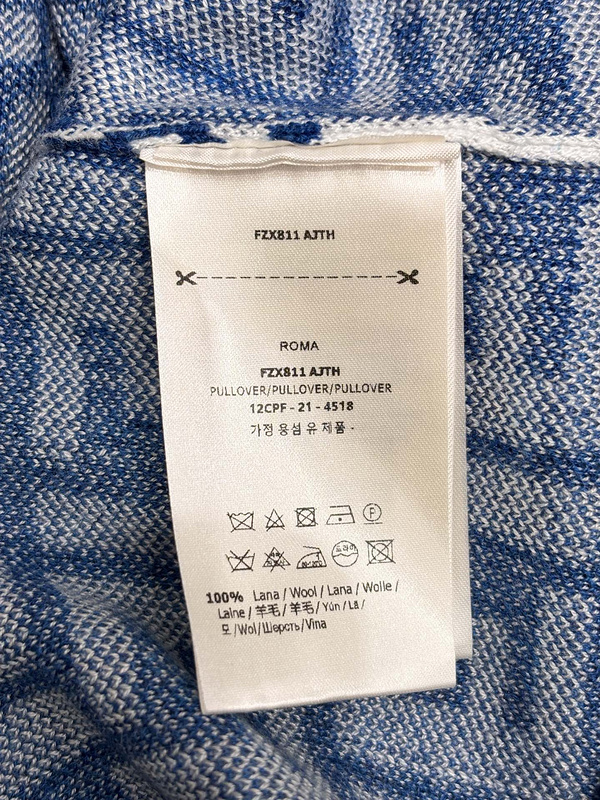 FZX811 AJTH
ROMA
FZX811 AJTH
PULLOVER/PULLOVER/PULLOVER
12CPF - 21 - 4518
가정 용섬 유 제품 -
P
드라이
100% Lana / Wool / Lana / Wolle /
Laine / 羊毛 / 羊毛 / Yün / Lã /
모 /Wol/Шерсть/Vina